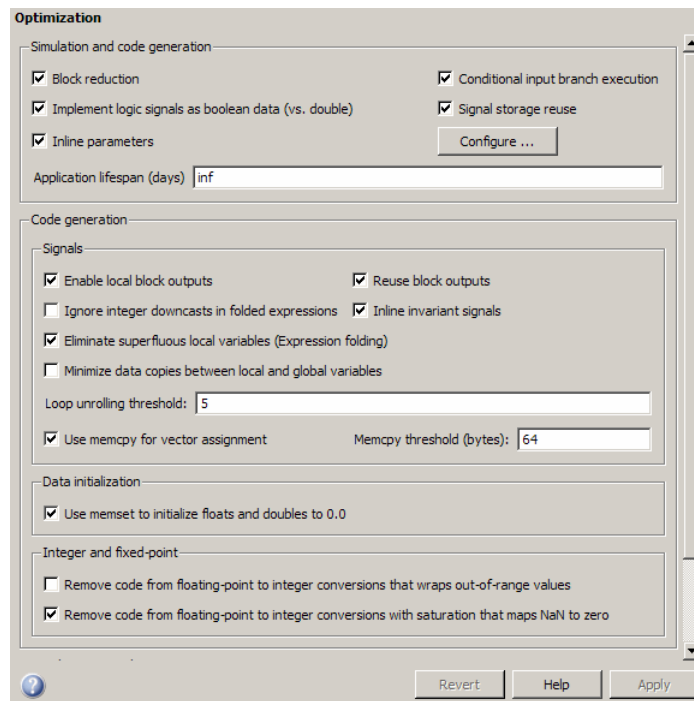 Optimization
Simulation and code generation
Block reduction
Conditional input branch execution
Implement logic signals as boolean data (vs. double)
Signal storage reuse
Inline parameters
Configure ...
Application lifespan (days) inf
Code generation
Signals
Enable local block outputs
Reuse block outputs
Ignore integer downcasts in folded expressions
Inline invariant signals
Eliminate superfluous local variables (Expression folding)
Minimize data copies between local and global variables
Loop unrolling threshold: 5
Use memcpy for vector assignment
Memcpy threshold (bytes): 64
Data initialization
Use memset to initialize floats and doubles to 0.0
Integer and fixed-point
Remove code from floating-point to integer conversions that wraps out-of-range values
Remove code from floating-point to integer conversions with saturation that maps NaN to zero
Revert
Help
Apply